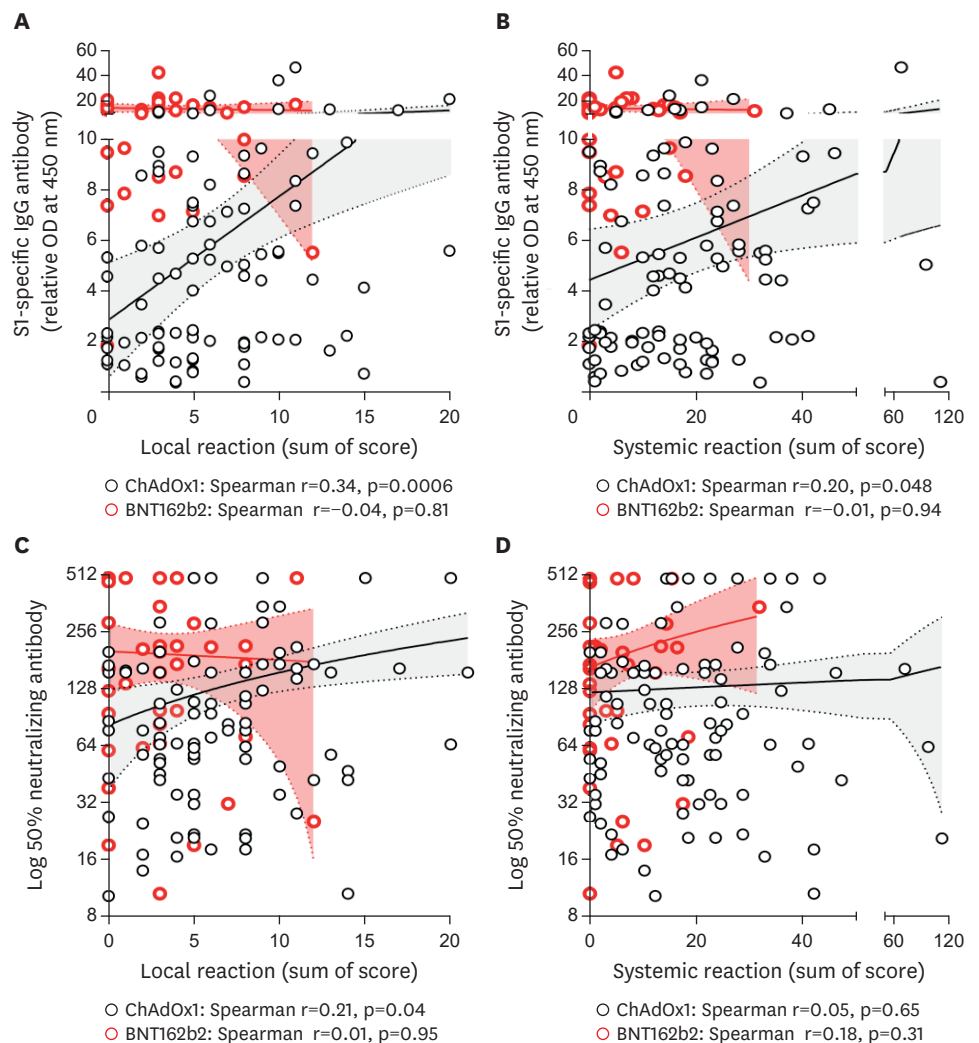 A
S1-specific IgG antibody
(relative OD at 450 nm)
60
40
20
10
8
6
4
2
0
5
10
15
20
Local reaction (sum of score)
ChAdOx1: Spearman r=0.34, p=0.0006
BNT162b2: Spearman r=−0.04, p=0.81
B
S1-specific IgG antibody
(relative OD at 450 nm)
60
40
20
10
8
6
4
2
0
20
40
60
120
Systemic reaction (sum of score)
ChAdOx1: Spearman r=0.20, p=0.048
BNT162b2: Spearman r=−0.01, p=0.94
C
Log 50% neutralizing antibody
512
256
128
64
32
16
8
0
5
10
15
20
Local reaction (sum of score)
ChAdOx1: Spearman r=0.21, p=0.04
BNT162b2: Spearman r=0.01, p=0.95
D
Log 50% neutralizing antibody
512
256
128
64
32
16
8
0
20
40
60
120
Systemic reaction (sum of score)
ChAdOx1: Spearman r=0.05, p=0.65
BNT162b2: Spearman r=0.18, p=0.31